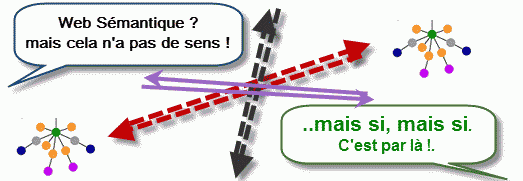 Web Sémantique ?
mais cela n'a pas de sens !
..mais si, mais si.
C'est par là !.